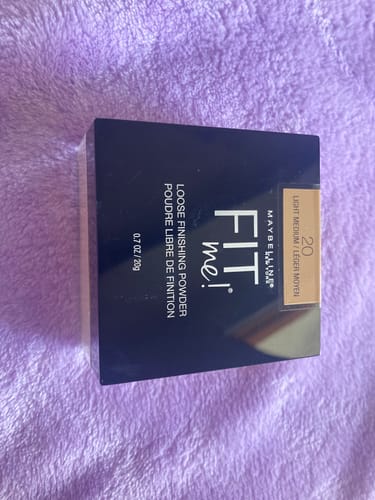 20
LIGHT MEDIUM / LÉGER MOYEN
MAYBELLINE
NEW YORK
FIT
me!®
LOOSE FINISHING POWDER
POUDRE LIBRE DE FINITION
0.7 OZ / 20g